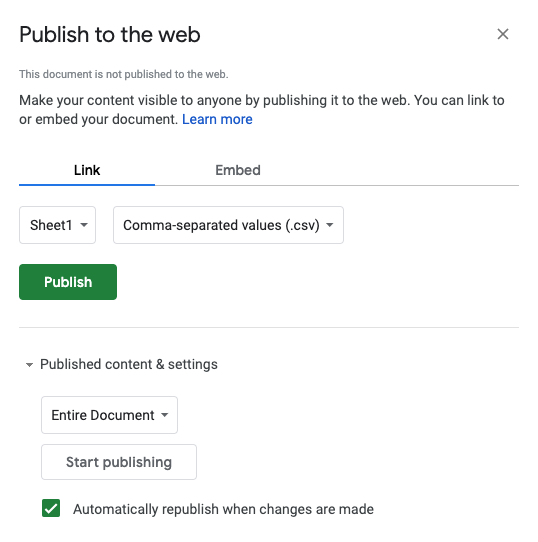 Publish to the web
This document is not published to the web.
Make your content visible to anyone by publishing it to the web. You can link to
or embed your document. Learn more
Link Embed
Sheet1 Comma-separated values (.csv)
Publish
Published content & settings
Entire Document
Start publishing
Automatically republish when changes are made